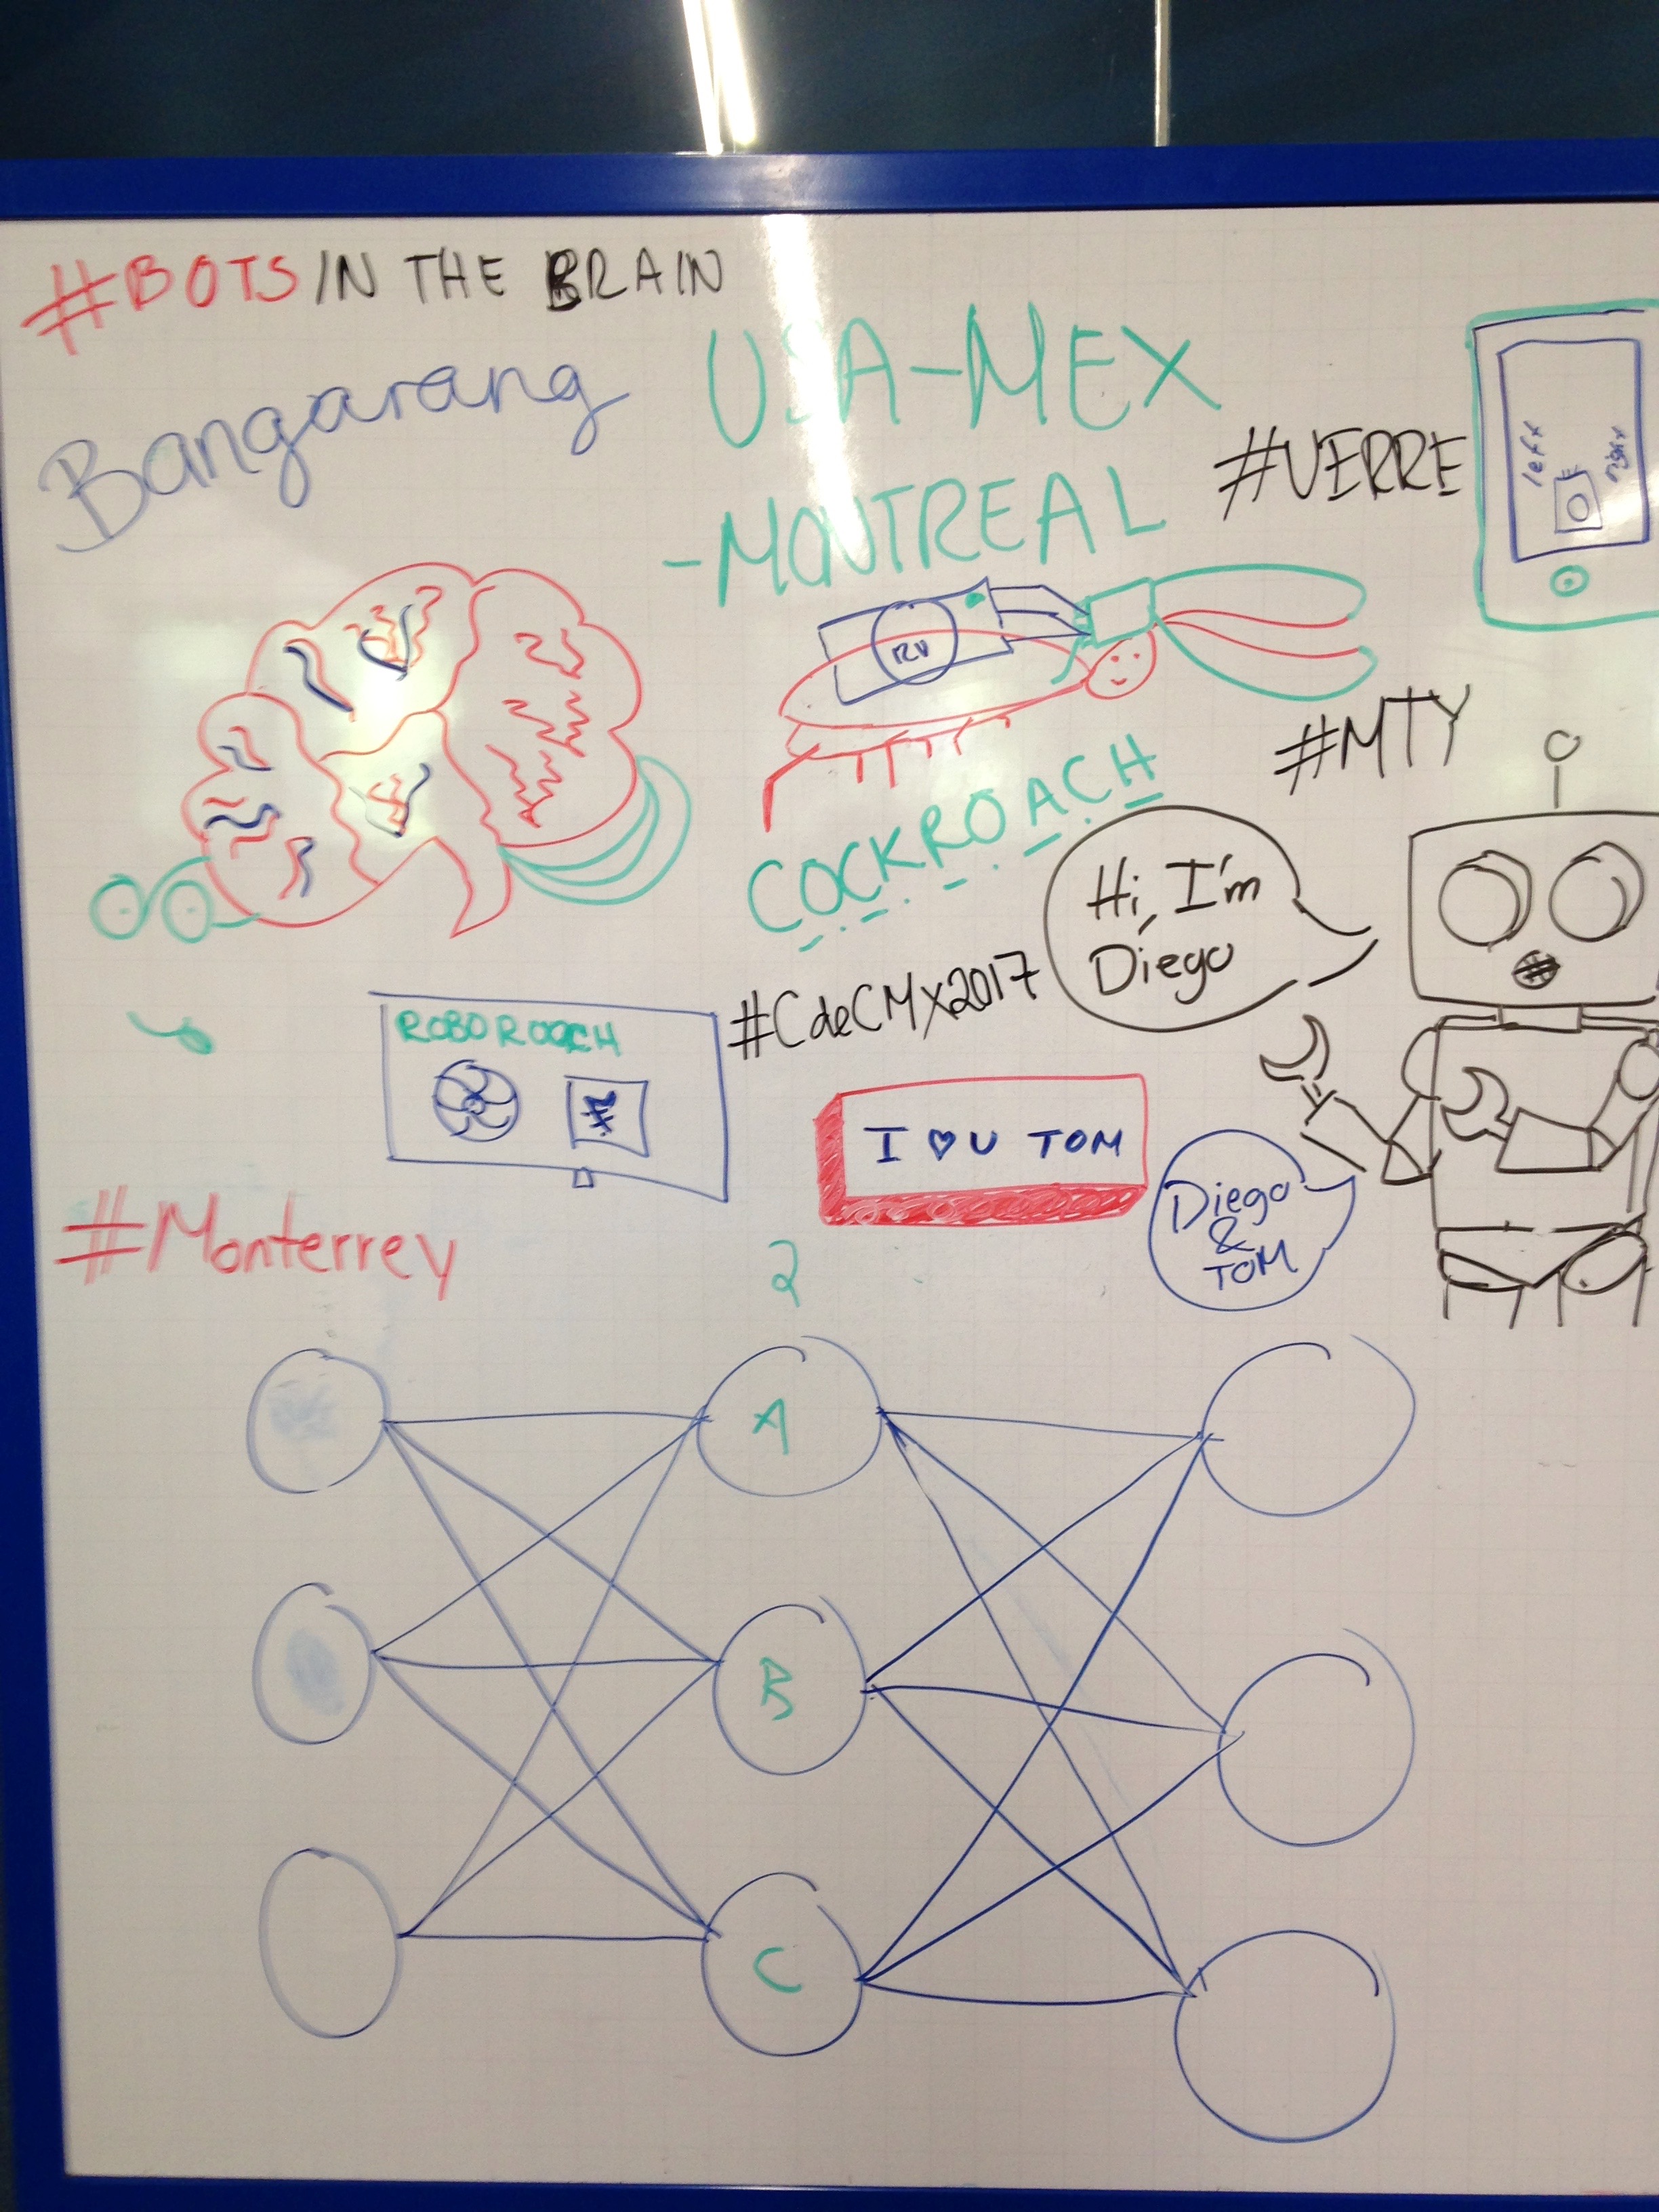 #BOTS IN THE BRAIN
Bangarang
USA-MEX
-MONTREAL
#VERRE
left
right
RV
#MTY
COCKROACH
Hi, I'm
Diego
#CdeCMx2017
ROBOROACH
I ♡ U TOM
Diego
&
TOM
#Monterrey
2
A
B
C